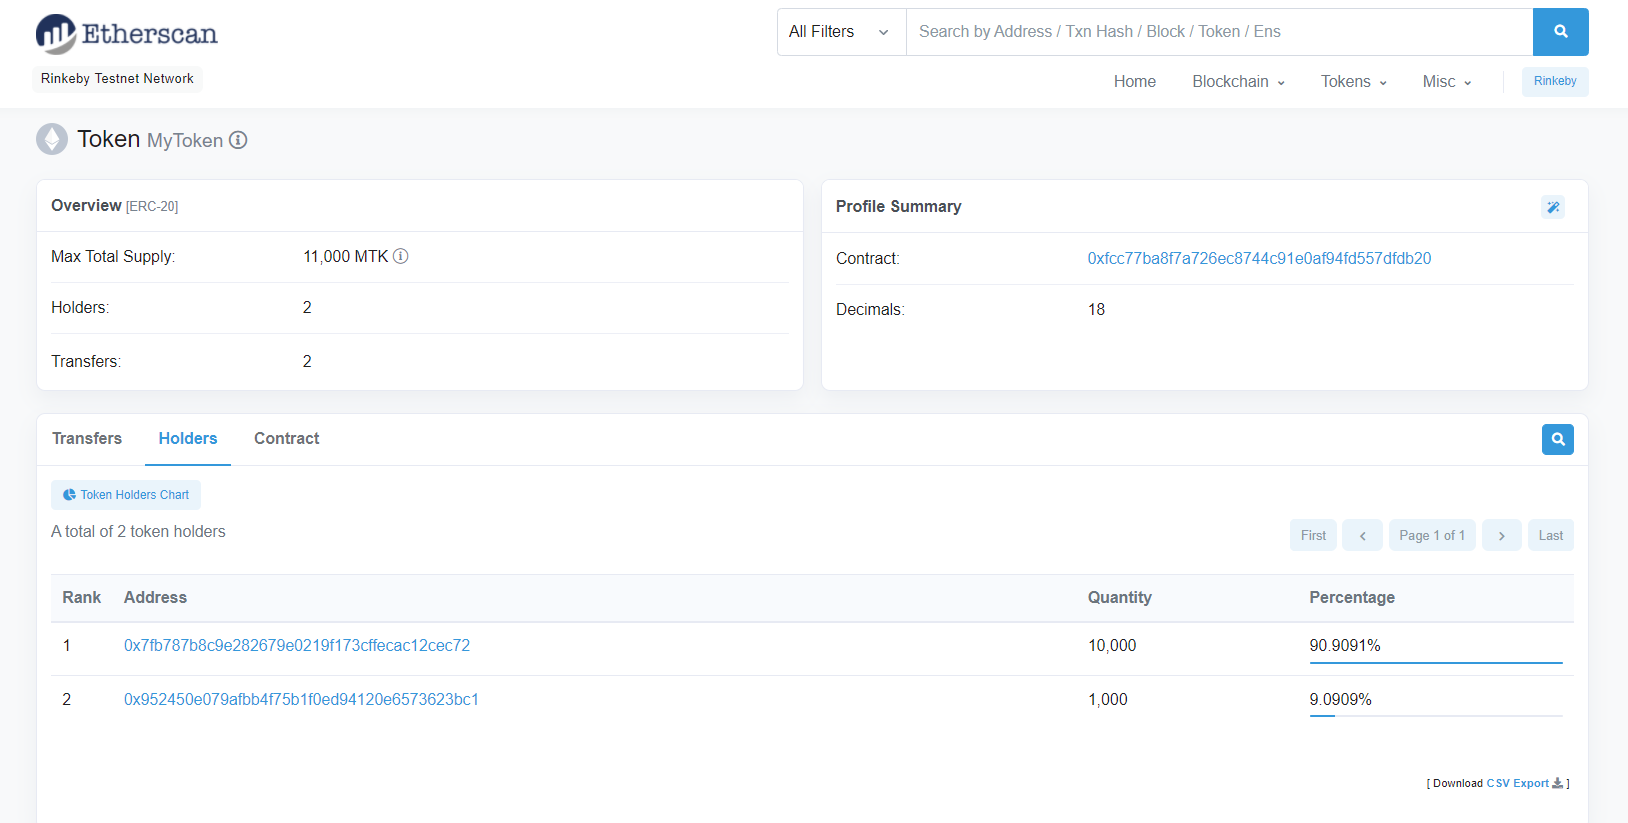 Etherscan
All Filters
Search by Address / Txn Hash / Block / Token / Ens
Rinkeby Testnet Network
Home Blockchain Tokens Misc Rinkeby
Token MyToken
Overview [ERC-20]
Max Total Supply: 11,000 MTK
Holders: 2
Transfers: 2
Profile Summary
Contract: 0xfcc77ba8f7a726ec8744c91e0af94fd557dfdb20
Decimals: 18
Transfers Holders Contract
Token Holders Chart
A total of 2 token holders
First Page 1 of 1 Last
Rank Address Quantity Percentage
1 0x7fb787b8c9e282679e0219f173cffecac12cec72 10,000 90.9091%
2 0x952450e079afbb4f75b1f0ed94120e6573623bc1 1,000 9.0909%
[ Download CSV Export ]